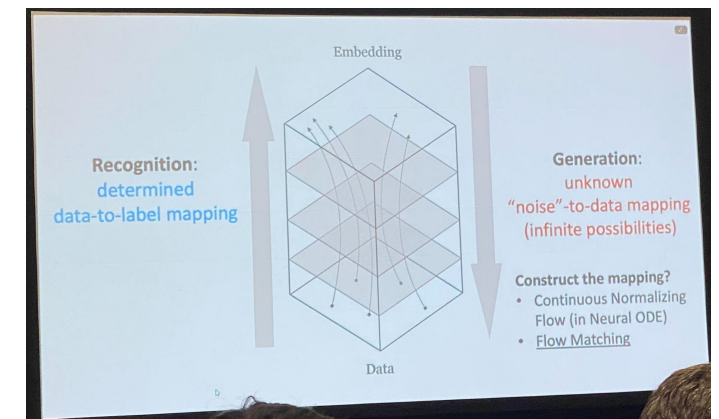 Embedding
Recognition:
determined
data-to-label mapping
Generation:
unknown
“noise”-to-data mapping
(infinite possibilities)
Construct the mapping?
• Continuous Normalizing
Flow (in Neural ODE)
• Flow Matching
Data